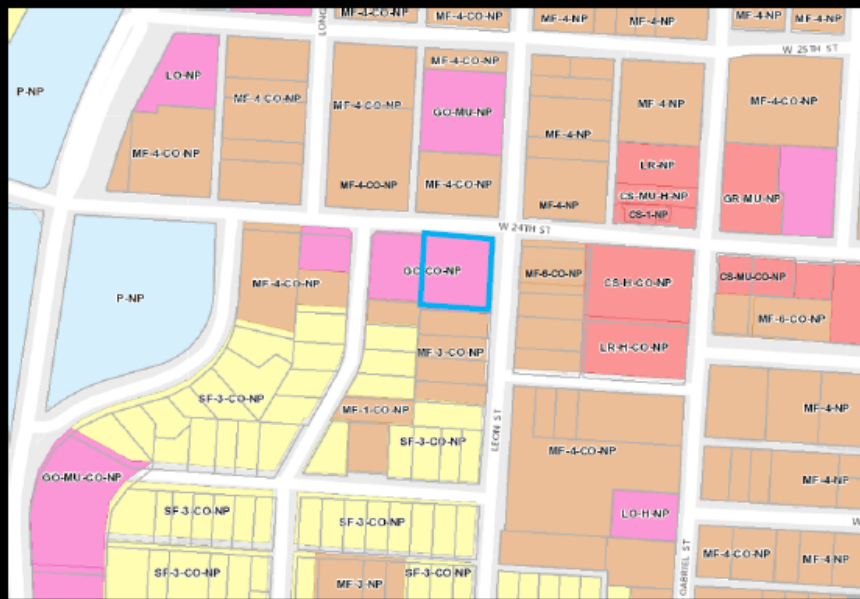 MF-4-CO-NP
MF-4-CO-NP
MF-4-NP
MF-4-NP
MF-4-NP
MF-4-NP
LONG
W 25TH ST
MF-4-CO-NP
LO-NP
P-NP
MF-4-CO-NP
MF-4-CO-NP
GO-MU-NP
MF-4-NP
MF-4-CO-NP
MF-4-NP
MF-4-CO-NP
LR-NP
MF-4-CO-NP
MF-4-CO-NP
CS-MU-H-NP
GR-MU-NP
MF-4-NP
CS-1-NP
W 24TH ST
GO-CO-NP
MF-6-CO-NP
CS-MU-CO-NP
MF-4-CO-NP
CS-H-CO-NP
P-NP
MF-6-CO-NP
LR-H-CO-NP
MF-3-CO-NP
SF-3-CO-NP
MF-1-CO-NP
MF-4-NP
LEON ST
SF-3-CO-NP
MF-4-CO-NP
GO-MU-CO-NP
MF-4-NP
SF-3-CO-NP
LO-H-NP
SF-3-CO-NP
W
MF-4-CO-NP
MF-4-NP
SF-3-CO-NP
SF-3-CO-NP
MF-3-NP
GABRIEL ST